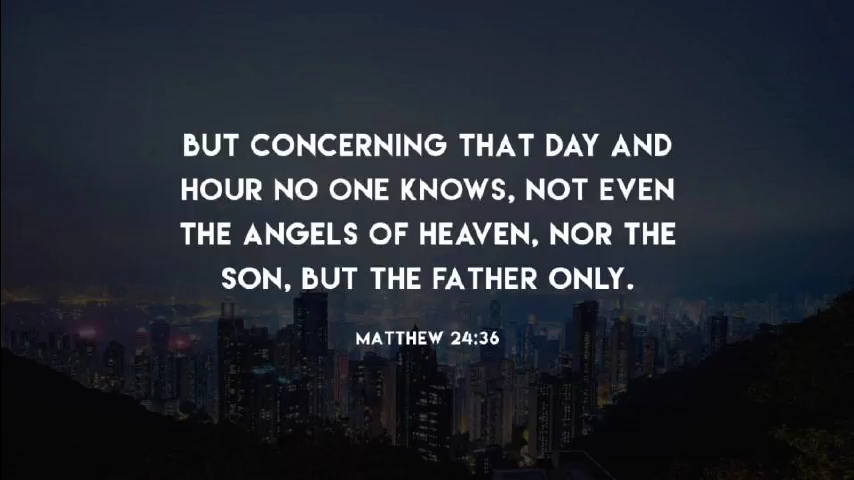 BUT CONCERNING THAT DAY AND
HOUR NO ONE KNOWS, NOT EVEN
THE ANGELS OF HEAVEN, NOR THE
SON, BUT THE FATHER ONLY.
MATTHEW 24:36